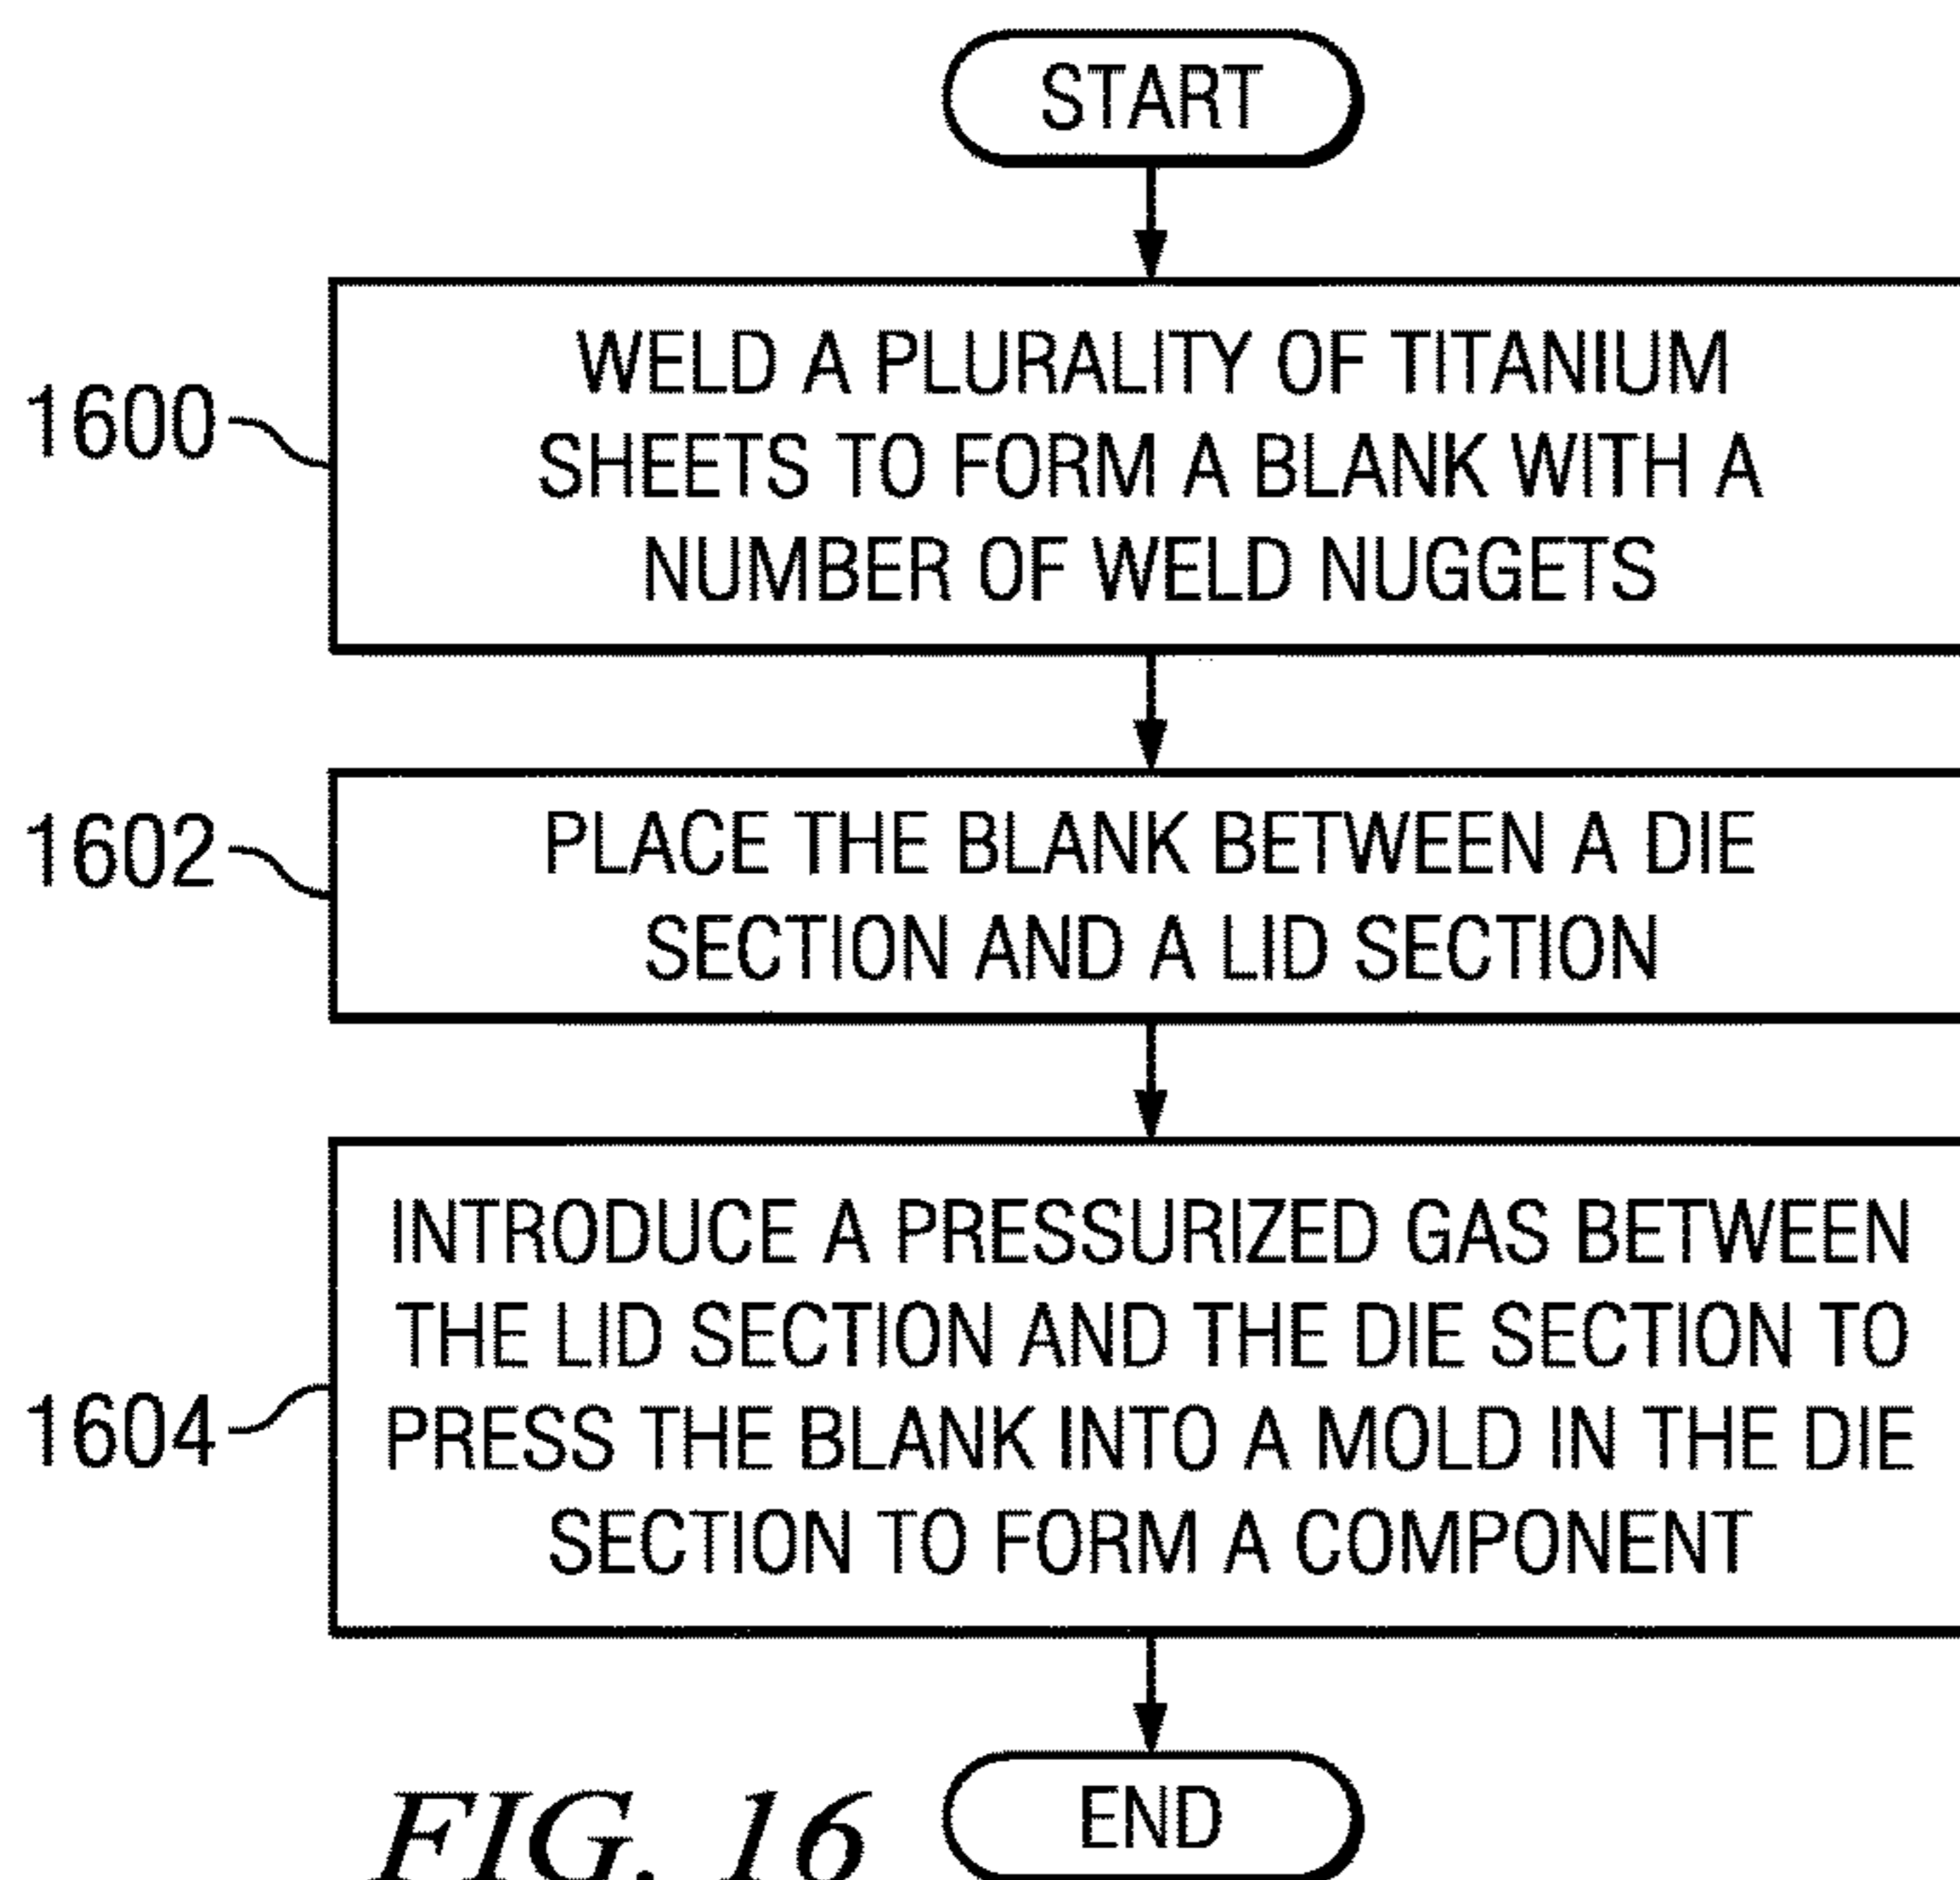 START
1600
WELD A PLURALITY OF TITANIUM
SHEETS TO FORM A BLANK WITH A
NUMBER OF WELD NUGGETS
1602
PLACE THE BLANK BETWEEN A DIE
SECTION AND A LID SECTION
1604
INTRODUCE A PRESSURIZED GAS BETWEEN
THE LID SECTION AND THE DIE SECTION TO
PRESS THE BLANK INTO A MOLD IN THE DIE
SECTION TO FORM A COMPONENT
END
FIG. 16